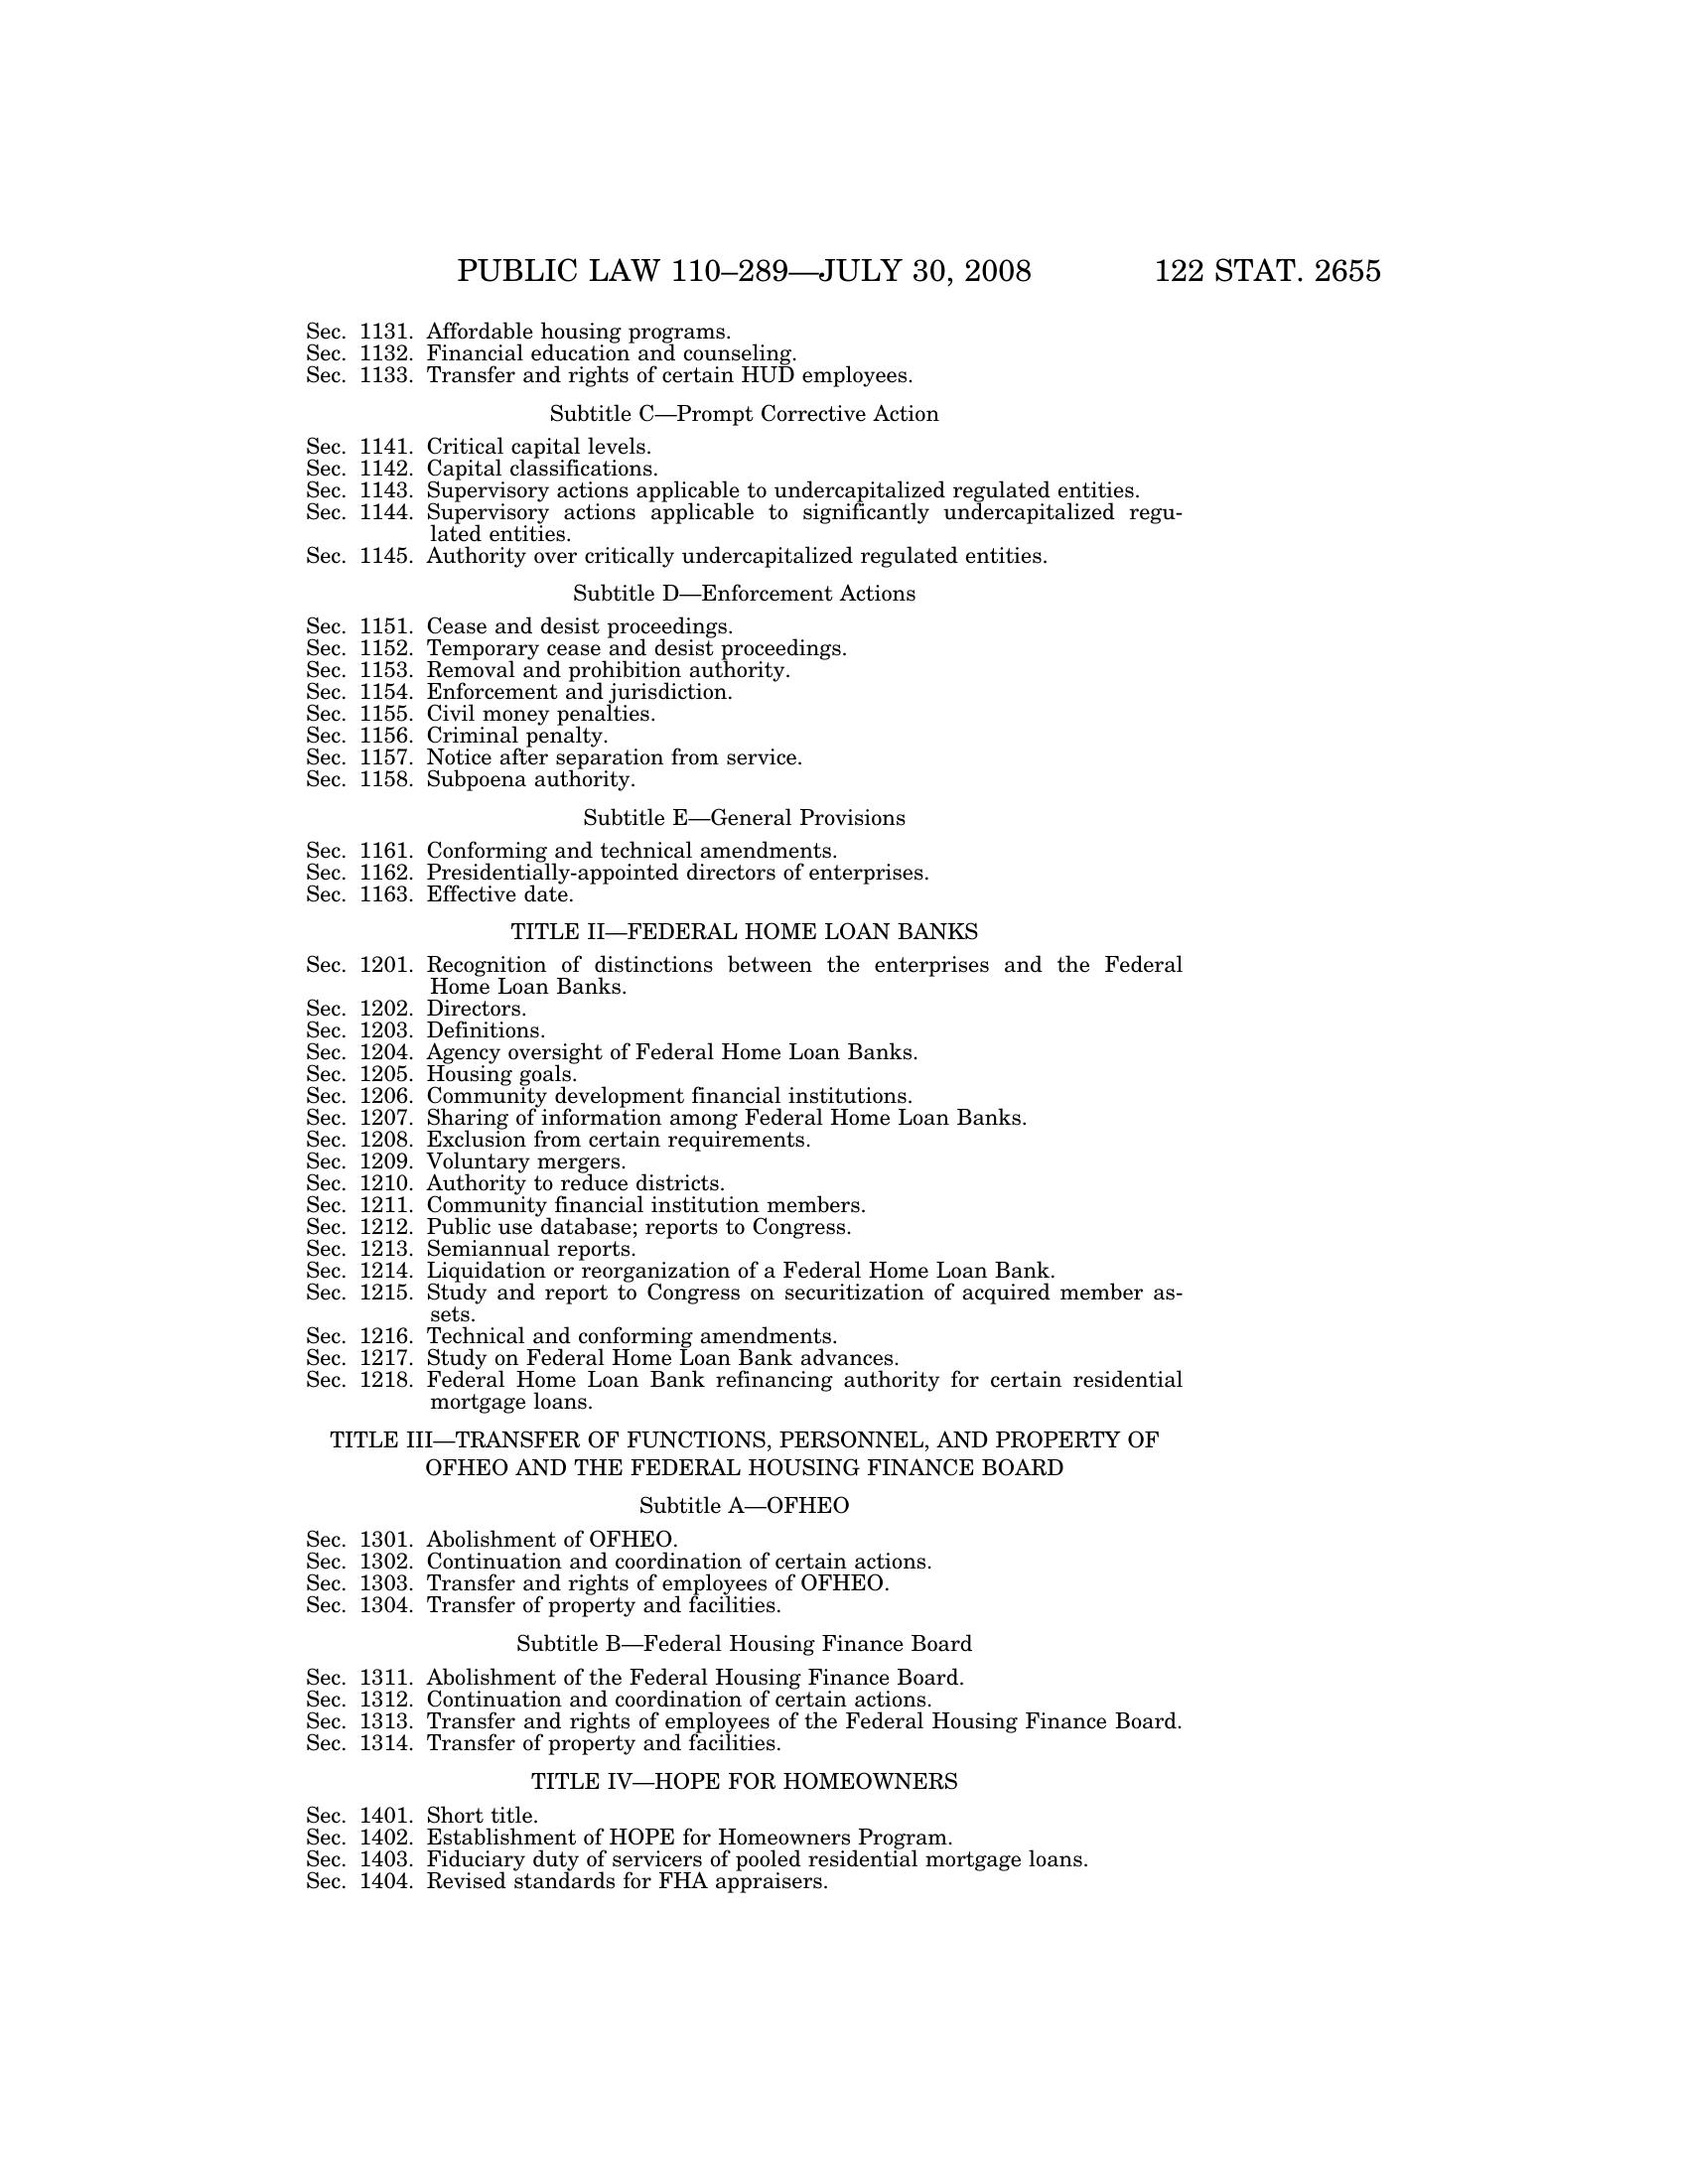 PUBLIC LAW 110–289—JULY 30, 2008 122 STAT. 2655
Sec. 1131. Affordable housing programs.
Sec. 1132. Financial education and counseling.
Sec. 1133. Transfer and rights of certain HUD employees.
Subtitle C—Prompt Corrective Action
Sec. 1141. Critical capital levels.
Sec. 1142. Capital classifications.
Sec. 1143. Supervisory actions applicable to undercapitalized regulated entities.
Sec. 1144. Supervisory actions applicable to significantly undercapitalized regu-
lated entities.
Sec. 1145. Authority over critically undercapitalized regulated entities.
Subtitle D—Enforcement Actions
Sec. 1151. Cease and desist proceedings.
Sec. 1152. Temporary cease and desist proceedings.
Sec. 1153. Removal and prohibition authority.
Sec. 1154. Enforcement and jurisdiction.
Sec. 1155. Civil money penalties.
Sec. 1156. Criminal penalty.
Sec. 1157. Notice after separation from service.
Sec. 1158. Subpoena authority.
Subtitle E—General Provisions
Sec. 1161. Conforming and technical amendments.
Sec. 1162. Presidentially-appointed directors of enterprises.
Sec. 1163. Effective date.
TITLE II—FEDERAL HOME LOAN BANKS
Sec. 1201. Recognition of distinctions between the enterprises and the Federal
Home Loan Banks.
Sec. 1202. Directors.
Sec. 1203. Definitions.
Sec. 1204. Agency oversight of Federal Home Loan Banks.
Sec. 1205. Housing goals.
Sec. 1206. Community development financial institutions.
Sec. 1207. Sharing of information among Federal Home Loan Banks.
Sec. 1208. Exclusion from certain requirements.
Sec. 1209. Voluntary mergers.
Sec. 1210. Authority to reduce districts.
Sec. 1211. Community financial institution members.
Sec. 1212. Public use database; reports to Congress.
Sec. 1213. Semiannual reports.
Sec. 1214. Liquidation or reorganization of a Federal Home Loan Bank.
Sec. 1215. Study and report to Congress on securitization of acquired member as-
sets.
Sec. 1216. Technical and conforming amendments.
Sec. 1217. Study on Federal Home Loan Bank advances.
Sec. 1218. Federal Home Loan Bank refinancing authority for certain residential
mortgage loans.
TITLE III—TRANSFER OF FUNCTIONS, PERSONNEL, AND PROPERTY OF
OFHEO AND THE FEDERAL HOUSING FINANCE BOARD
Subtitle A—OFHEO
Sec. 1301. Abolishment of OFHEO.
Sec. 1302. Continuation and coordination of certain actions.
Sec. 1303. Transfer and rights of employees of OFHEO.
Sec. 1304. Transfer of property and facilities.
Subtitle B—Federal Housing Finance Board
Sec. 1311. Abolishment of the Federal Housing Finance Board.
Sec. 1312. Continuation and coordination of certain actions.
Sec. 1313. Transfer and rights of employees of the Federal Housing Finance Board.
Sec. 1314. Transfer of property and facilities.
TITLE IV—HOPE FOR HOMEOWNERS
Sec. 1401. Short title.
Sec. 1402. Establishment of HOPE for Homeowners Program.
Sec. 1403. Fiduciary duty of servicers of pooled residential mortgage loans.
Sec. 1404. Revised standards for FHA appraisers.